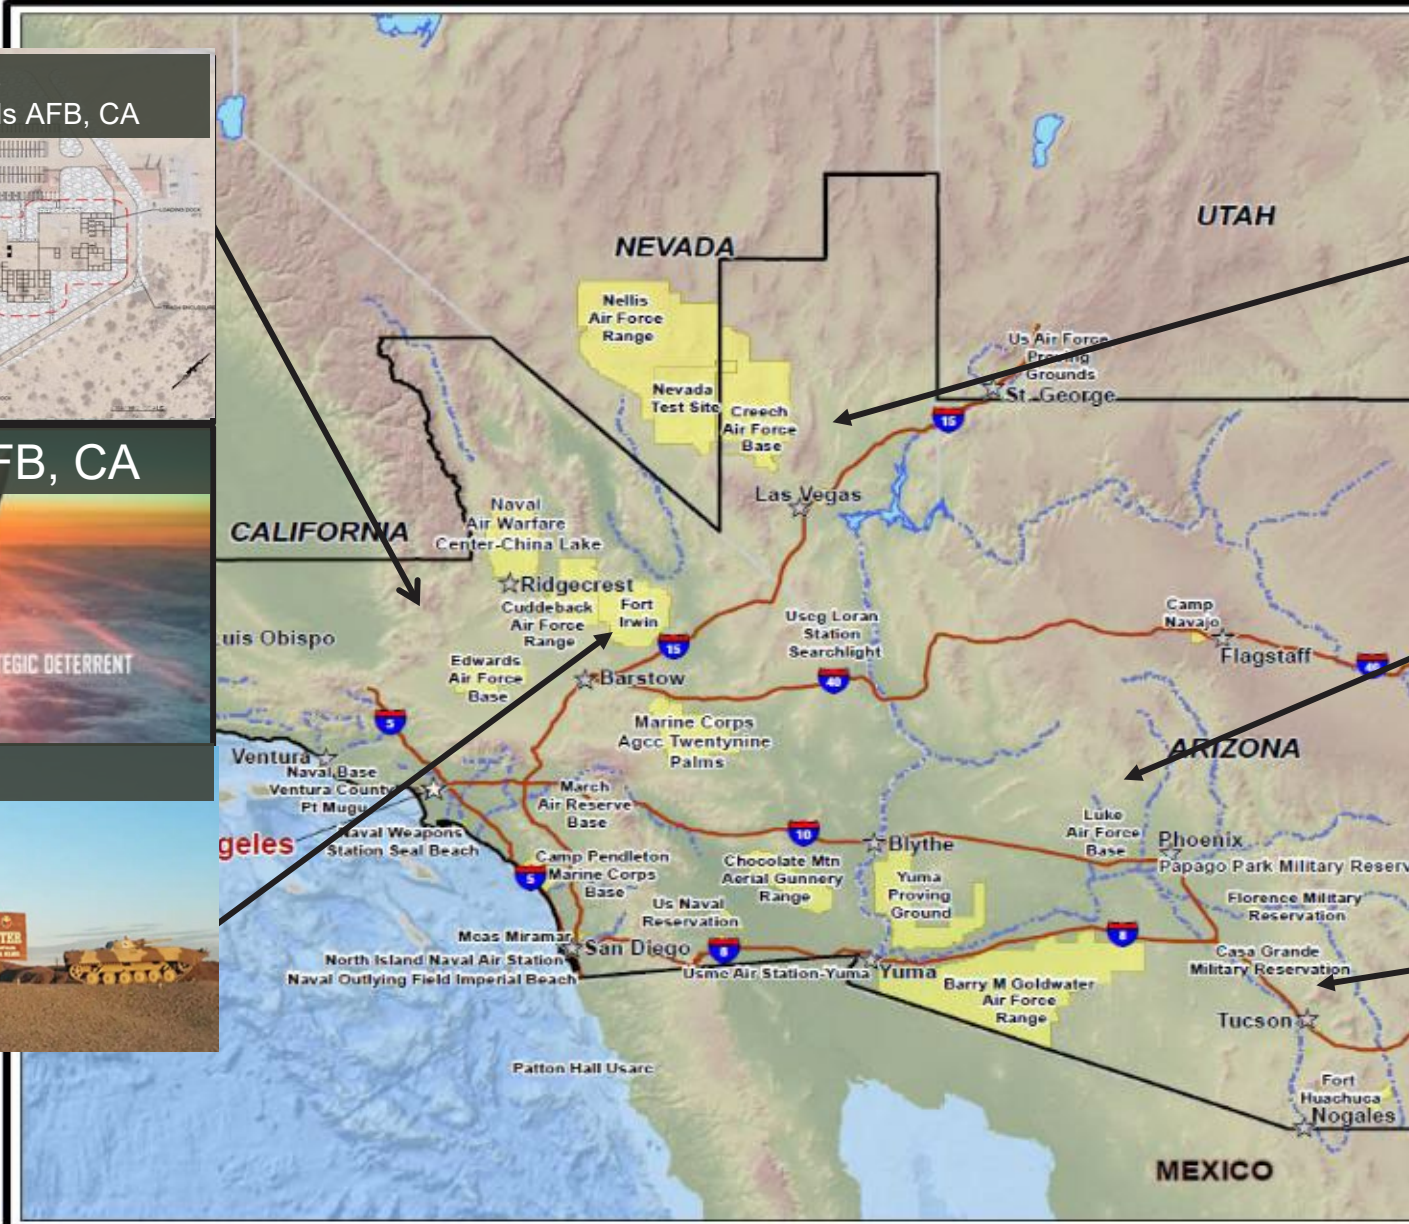 ls AFB, CA
LOADING DOCK
FB, CA
TEGIC DETERRENT
TER
NEVADA
UTAH
Nellis
Air Force
Range
Nevada
Test Site
Creech
Air Force
Base
Us Air Force
Proving
Grounds
St. George
15
Las Vegas
CALIFORNIA
Naval
Air Warfare
Center-China Lake
Ridgecrest
Cuddeback
Air Force
Range
Fort
Irwin
15
Edwards
Air Force
Base
Barstow
Uscg Loran
Station
Searchlight
40
Camp
Navajo
Flagstaff
40
uis Obispo
5
Marine Corps
Agcc Twentynine
Palms
ARIZONA
Ventura
Naval Base
Ventura County
Pt Mugu
geles
Naval Weapons
Station Seal Beach
March
Air Reserve
Base
10
Blythe
Luke
Air Force
Base
Phoenix
Papago Park Military Reserv
5
Camp Pendleton
Marine Corps
Base
Chocolate Mtn
Aerial Gunnery
Range
Yuma
Proving
Ground
Florence Military
Reservation
Us Naval
Reservation
8
8
Mcas Miramar
San Diego
North Island Naval Air Station
Naval Outlying Field Imperial Beach
Usmc Air Station-Yuma
Yuma
Barry M Goldwater
Air Force
Range
Casa Grande
Military Reservation
Tucson
Patton Hall Usarc
Fort
Huachuca
Nogales
MEXICO